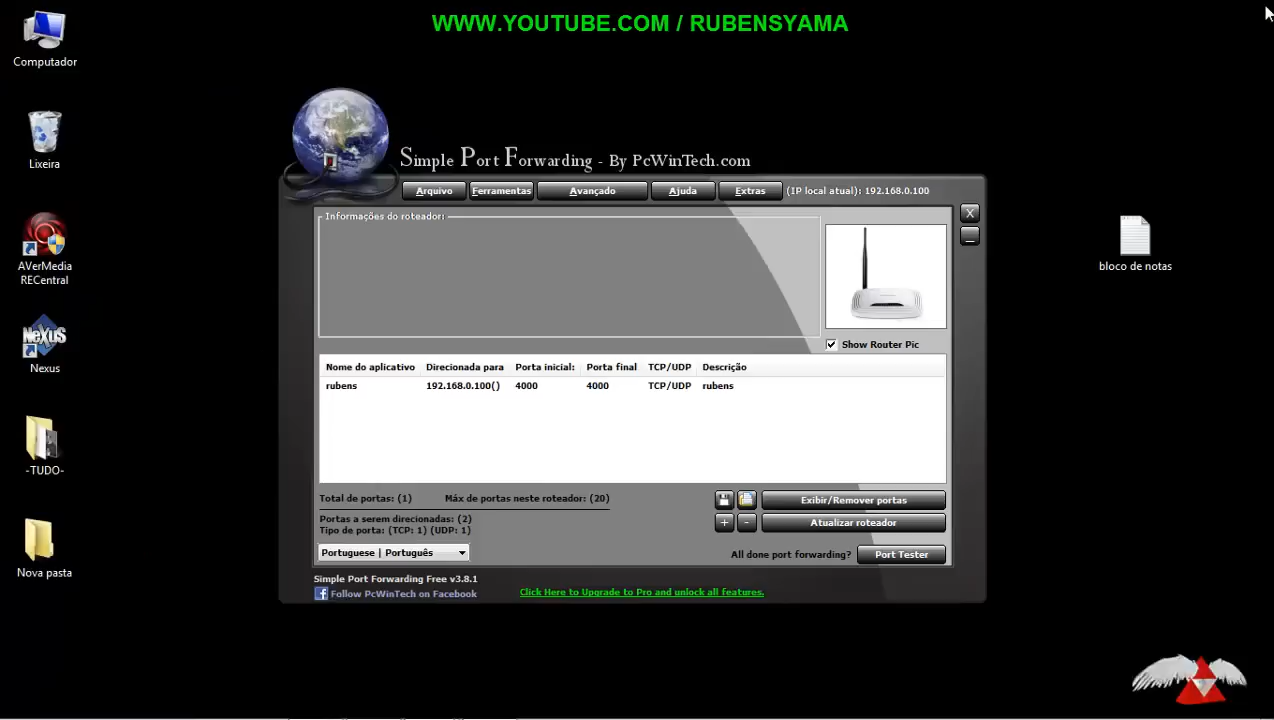 WWW.YOUTUBE.COM / RUBENSYAMA
Computador
Lixeira
AVerMedia
RECentral
NeXuS
Nexus
-TUDO-
Nova pasta
bloco de notas
Simple Port Forwarding - By PcWinTech.com
Arquivo Ferramentas Avançado Ajuda Extras (IP local atual): 192.168.0.100
X
_
Informações do roteador:
Show Router Pic
Nome do aplicativo Direcionada para Porta inicial: Porta final TCP/UDP Descrição
rubens 192.168.0.100() 4000 4000 TCP/UDP rubens
Total de portas: (1) Máx de portas neste roteador: (20) Exibir/Remover portas
Portas a serem direcionadas: (2) + - Atualizar roteador
Tipo de porta: (TCP: 1) (UDP: 1)
Portuguese | Português All done port forwarding? Port Tester
Simple Port Forwarding Free v3.8.1
Follow PcWinTech on Facebook Click Here to Upgrade to Pro and unlock all features.